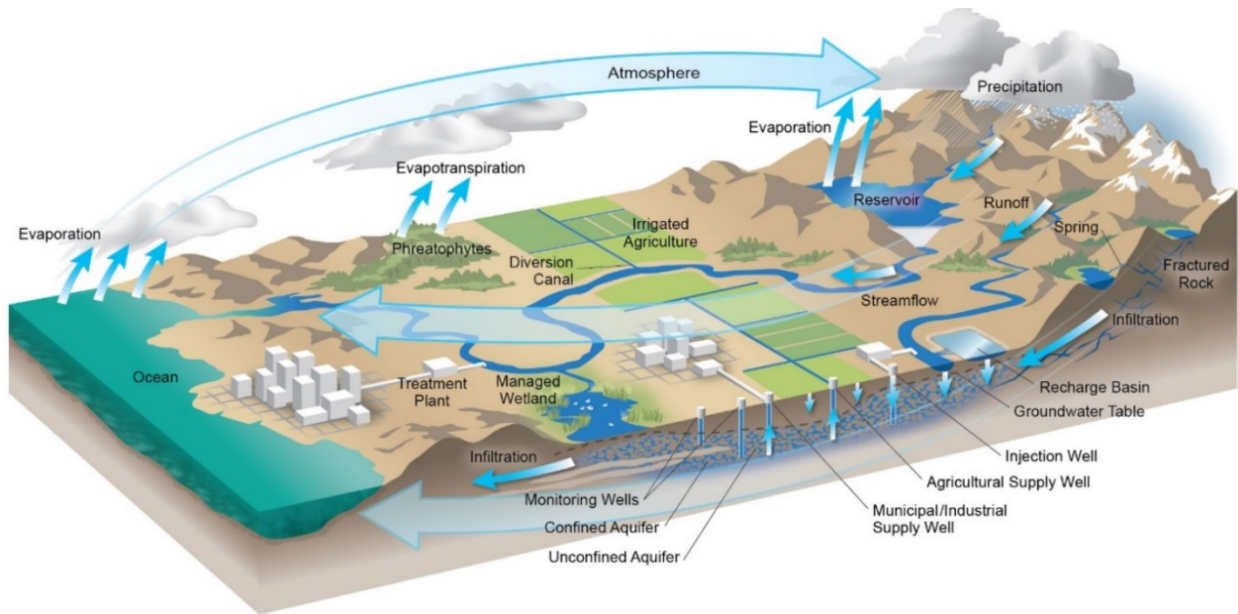 Atmosphere
Precipitation
Evaporation
Evapotranspiration
Reservoir
Runoff
Irrigated
Agriculture
Spring
Evaporation
Phreatophytes
Diversion
Canal
Fractured
Rock
Streamflow
Infiltration
Ocean
Treatment
Plant
Managed
Wetland
Recharge Basin
Groundwater Table
Infiltration
Injection Well
Monitoring Wells
Agricultural Supply Well
Confined Aquifer
Municipal/Industrial
Supply Well
Unconfined Aquifer